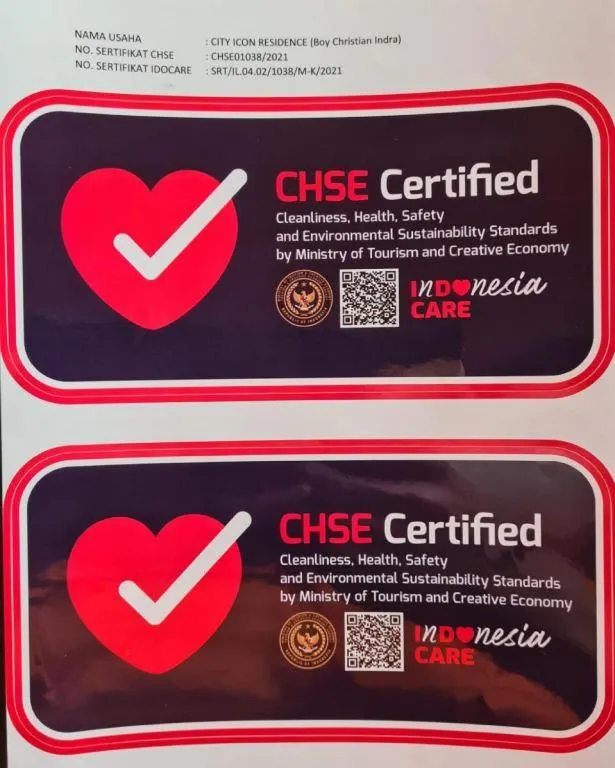 NAMA USAHA : CITY ICON RESIDENCE (Boy Christian Indra)
NO. SERTIFIKAT CHSE : CHSE01038/2021
NO. SERTIFIKAT IDOCARE : SRT/IL.04.02/1038/M-K/2021
CHSE Certified
Cleanliness, Health, Safety
and Environmental Sustainability Standards
by Ministry of Tourism and Creative Economy
INDONESIA
CARE
CHSE Certified
Cleanliness, Health, Safety
and Environmental Sustainability Standards
by Ministry of Tourism and Creative Economy
INDONESIA
CARE